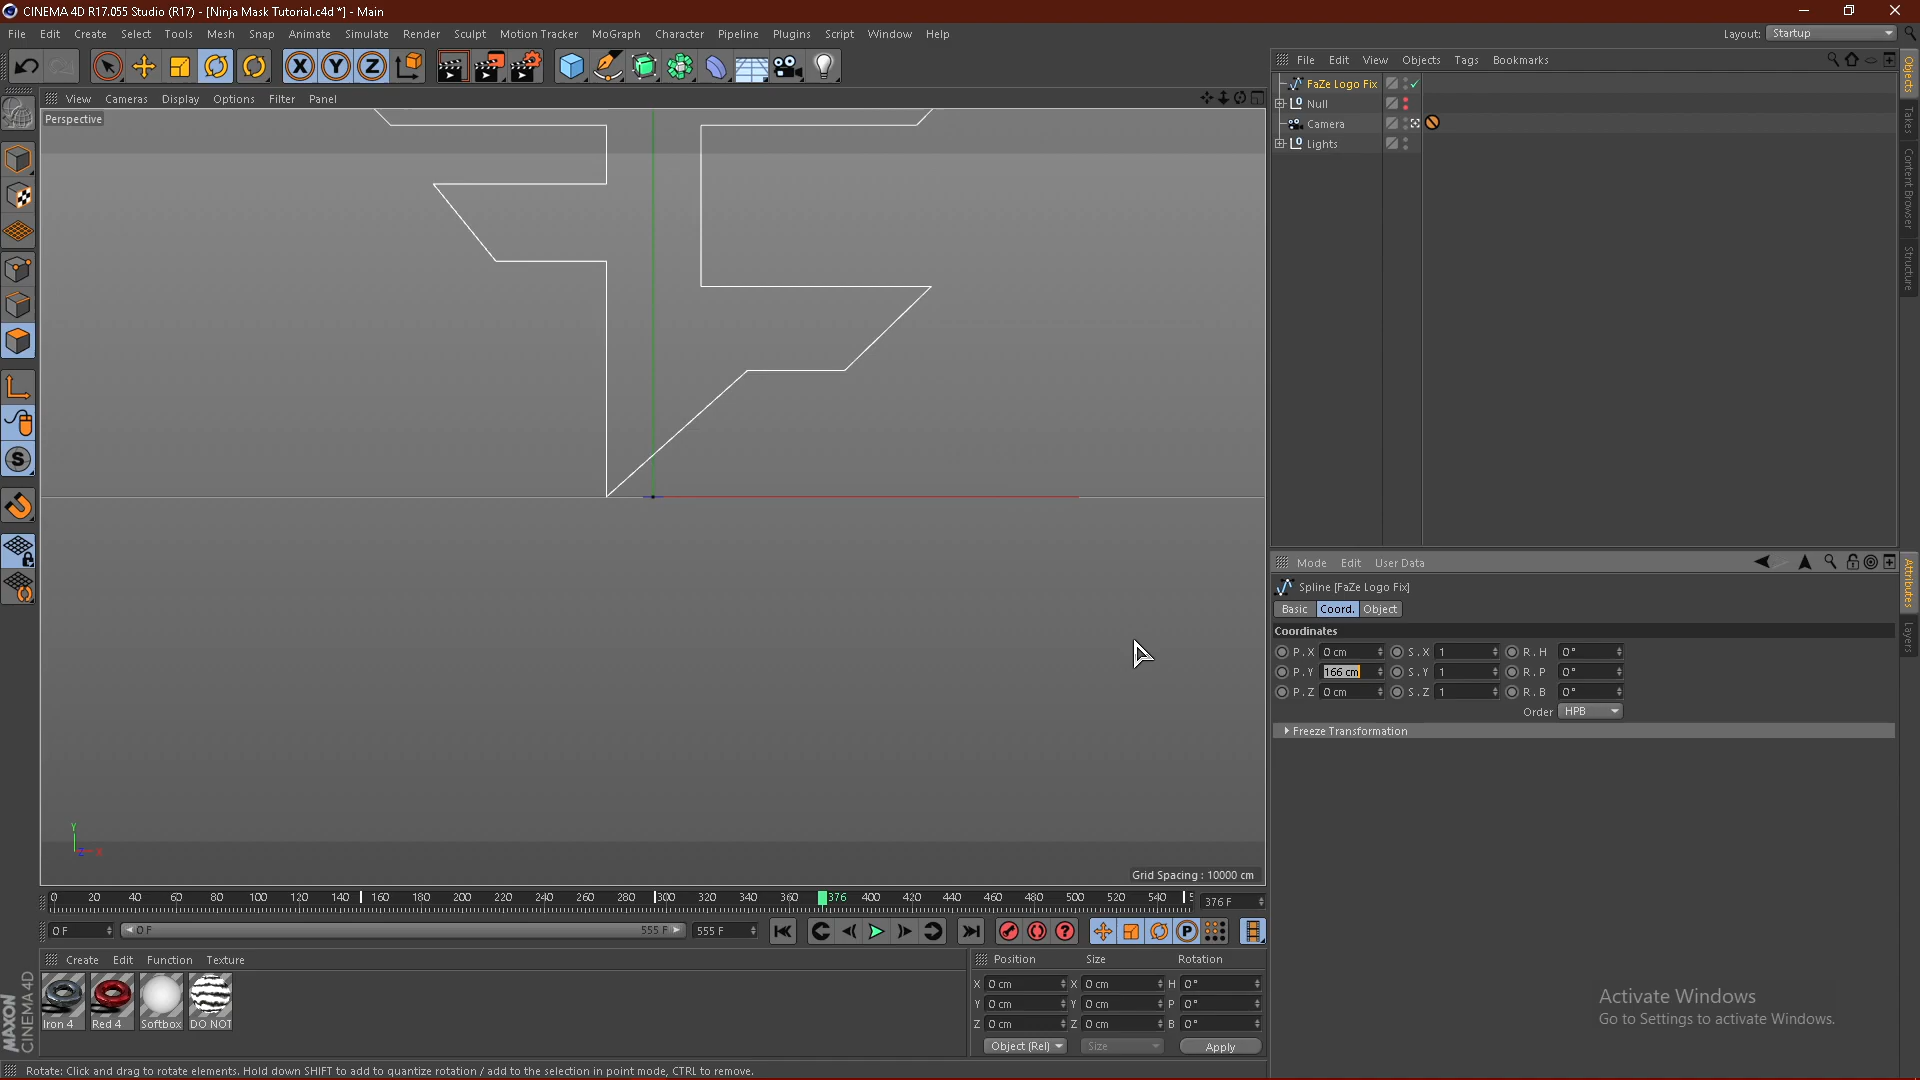 CINEMA 4D R17.055 Studio (R17) - [Ninja Mask Tutorial.c4d *] - Main
File Edit Create Select Tools Mesh Snap Animate Simulate Render Sculpt Motion Tracker MoGraph Character Pipeline Plugins Script Window Help
Layout: Startup
View Cameras Display Options Filter Panel
Perspective
File Edit View Objects Tags Bookmarks
FaZe Logo Fix
Null
Camera
Lights
Objects
Takes
Content Browser
Structure
Mode Edit User Data
Spline [FaZe Logo Fix]
Basic Coord. Object
Coordinates
P . X 0 cm S . X 1 R . H 0°
P . Y 166 cm S . Y 1 R . P 0°
P . Z 0 cm S . Z 1 R . B 0°
Order HPB
Freeze Transformation
Attributes
Layers
Y
Z X
Grid Spacing : 10000 cm
0 20 40 60 80 100 120 140 160 180 200 220 240 260 280 300 320 340 360 376 400 420 440 460 480 500 520 540
376 F
0 F 0 F 555 F 555 F
Create Edit Function Texture
Iron 4 Red 4 Softbox DO NOT
Position Size Rotation
X 0 cm X 0 cm H 0°
Y 0 cm Y 0 cm P 0°
Z 0 cm Z 0 cm B 0°
Object (Rel) Size Apply
MAXON
CINEMA 4D
Activate Windows
Go to Settings to activate Windows.
Rotate: Click and drag to rotate elements. Hold down SHIFT to add to quantize rotation / add to the selection in point mode, CTRL to remove.